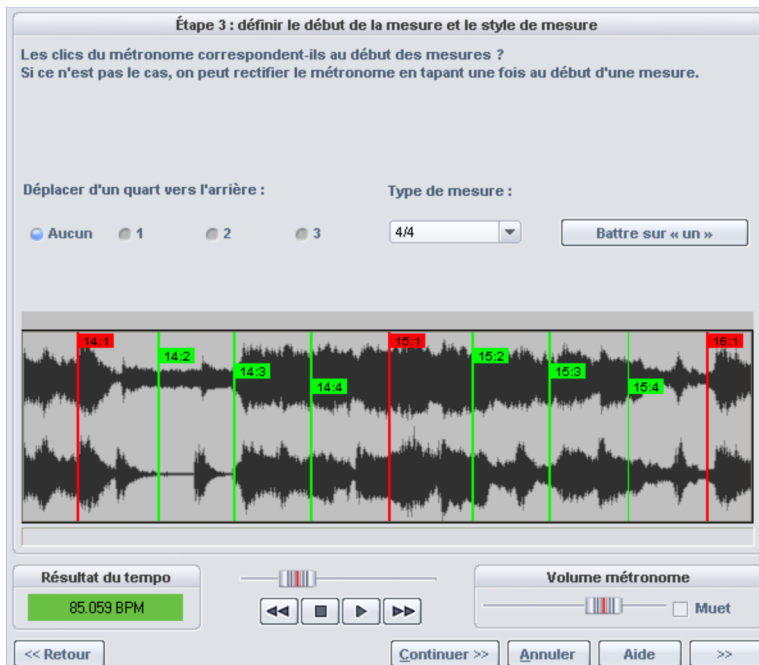 Étape 3 : définir le début de la mesure et le style de mesure
Les clics du métronome correspondent-ils au début des mesures ?
Si ce n'est pas le cas, on peut rectifier le métronome en tapant une fois au début d'une mesure.
Déplacer d'un quart vers l'arrière :
Type de mesure :
Aucun
1
2
3
4/4
Battre sur « un »
14:1
14:2
14:3
14:4
15:1
15:2
15:3
15:4
16:1
Résultat du tempo
85.059 BPM
Volume métronome
Muet
<< Retour
Continuer >>
Annuler
Aide
>>